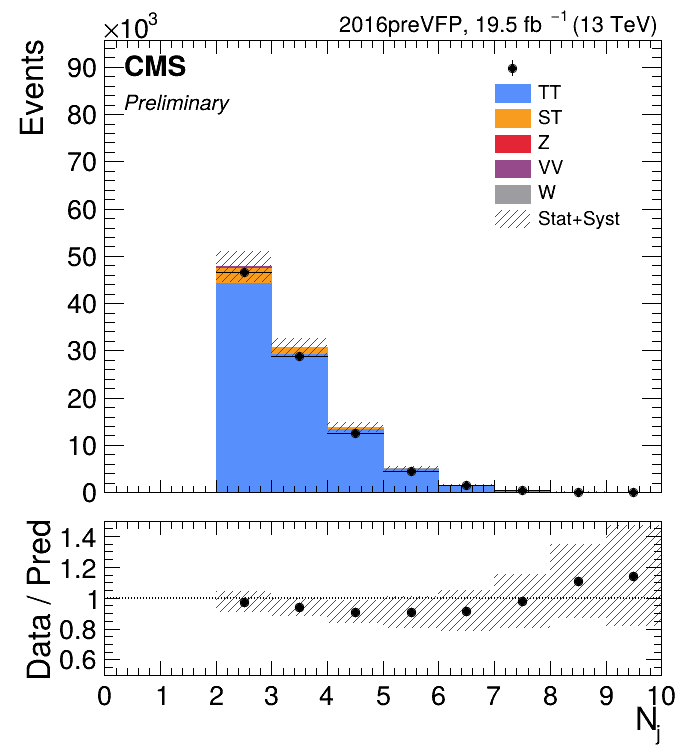 ×10³
2016preVFP, 19.5 fb ⁻¹ (13 TeV)
Events
CMS
Preliminary
TT
ST
Z
VV
W
Stat+Syst
90
80
70
60
50
40
30
20
10
0
Data / Pred
1.4
1.2
1
0.8
0.6
0 1 2 3 4 5 6 7 8 9 10
Nj